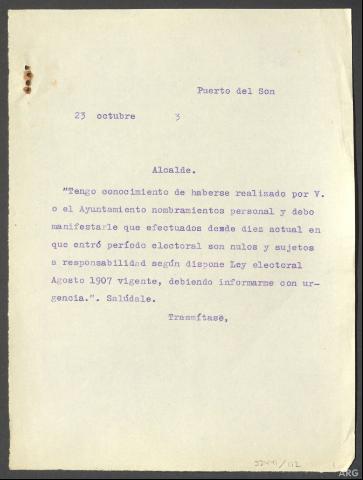 Puerto del Son
23 octubre 3
Alcalde.
"Tengo conocimiento de haberse realizado por V.
o el Ayuntamiento nombramientos personal y debo
manifestarle que efectuados desde diez actual en
que entró período electoral son nulos y sujetos
a responsabilidad según dispone Ley electoral
Agosto 1907 vigente, debiendo informarme con ur-
gencia.". Salúdale.
Transmítase,
ARG